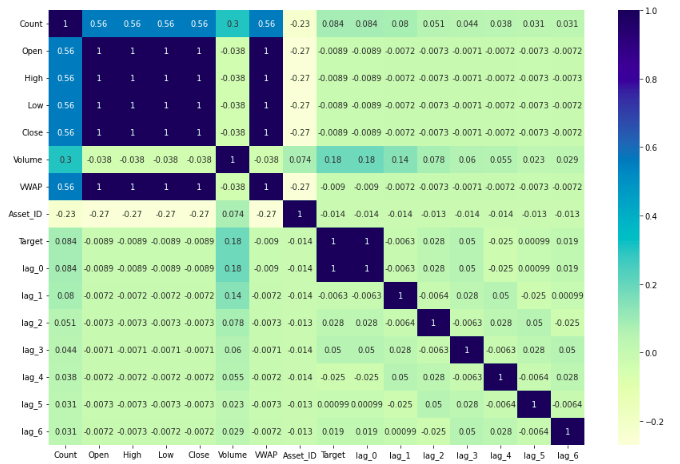 Count 1 0.56 0.56 0.56 0.56 0.3 0.56 -0.23 0.084 0.084 0.08 0.051 0.044 0.038 0.031 0.031
Open 0.56 1 1 1 1 -0.038 1 -0.27 -0.0089 -0.0089 -0.0072 -0.0073 -0.0071 -0.0072 -0.0073 -0.0072
High 0.56 1 1 1 1 -0.038 1 -0.27 -0.0089 -0.0089 -0.0072 -0.0073 -0.0071 -0.0072 -0.0073 -0.0073
Low 0.56 1 1 1 1 -0.038 1 -0.27 -0.0089 -0.0089 -0.0072 -0.0073 -0.0071 -0.0072 -0.0073 -0.0072
Close 0.56 1 1 1 1 -0.038 1 -0.27 -0.0089 -0.0089 -0.0072 -0.0073 -0.0071 -0.0072 -0.0073 -0.0072
Volume 0.3 -0.038 -0.038 -0.038 -0.038 1 -0.038 0.074 0.18 0.18 0.14 0.078 0.06 0.055 0.023 0.029
VWAP 0.56 1 1 1 1 -0.038 1 -0.27 -0.009 -0.009 -0.0072 -0.0073 -0.0071 -0.0072 -0.0073 -0.0072
Asset_ID -0.23 -0.27 -0.27 -0.27 -0.27 0.074 -0.27 1 -0.014 -0.014 -0.014 -0.013 -0.014 -0.014 -0.013 -0.013
Target 0.084 -0.0089 -0.0089 -0.0089 -0.0089 0.18 -0.009 -0.014 1 1 -0.0063 0.028 0.05 -0.025 0.00099 0.019
lag_0 0.084 -0.0089 -0.0089 -0.0089 -0.0089 0.18 -0.009 -0.014 1 1 -0.0063 0.028 0.05 -0.025 0.00099 0.019
lag_1 0.08 -0.0072 -0.0072 -0.0072 -0.0072 0.14 -0.0072 -0.014 -0.0063 -0.0063 1 -0.0064 0.028 0.05 -0.025 0.00099
lag_2 0.051 -0.0073 -0.0073 -0.0073 -0.0073 0.078 -0.0073 -0.013 0.028 0.028 -0.0064 1 -0.0063 0.028 0.05 -0.025
lag_3 0.044 -0.0071 -0.0071 -0.0071 -0.0071 0.06 -0.0071 -0.014 0.05 0.05 0.028 -0.0063 1 -0.0063 0.028 0.05
lag_4 0.038 -0.0072 -0.0072 -0.0072 -0.0072 0.055 -0.0072 -0.014 -0.025 -0.025 0.05 0.028 -0.0063 1 -0.0064 0.028
lag_5 0.031 -0.0073 -0.0073 -0.0073 -0.0073 0.023 -0.0073 -0.013 0.00099 0.00099 -0.025 0.05 0.028 -0.0064 1 -0.0064
lag_6 0.031 -0.0072 -0.0073 -0.0072 -0.0072 0.029 -0.0072 -0.013 0.019 0.019 0.00099 -0.025 0.05 0.028 -0.0064 1
Count Open High Low Close Volume VWAP Asset_ID Target lag_0 lag_1 lag_2 lag_3 lag_4 lag_5 lag_6
1.0
0.8
0.6
0.4
0.2
0.0
−0.2